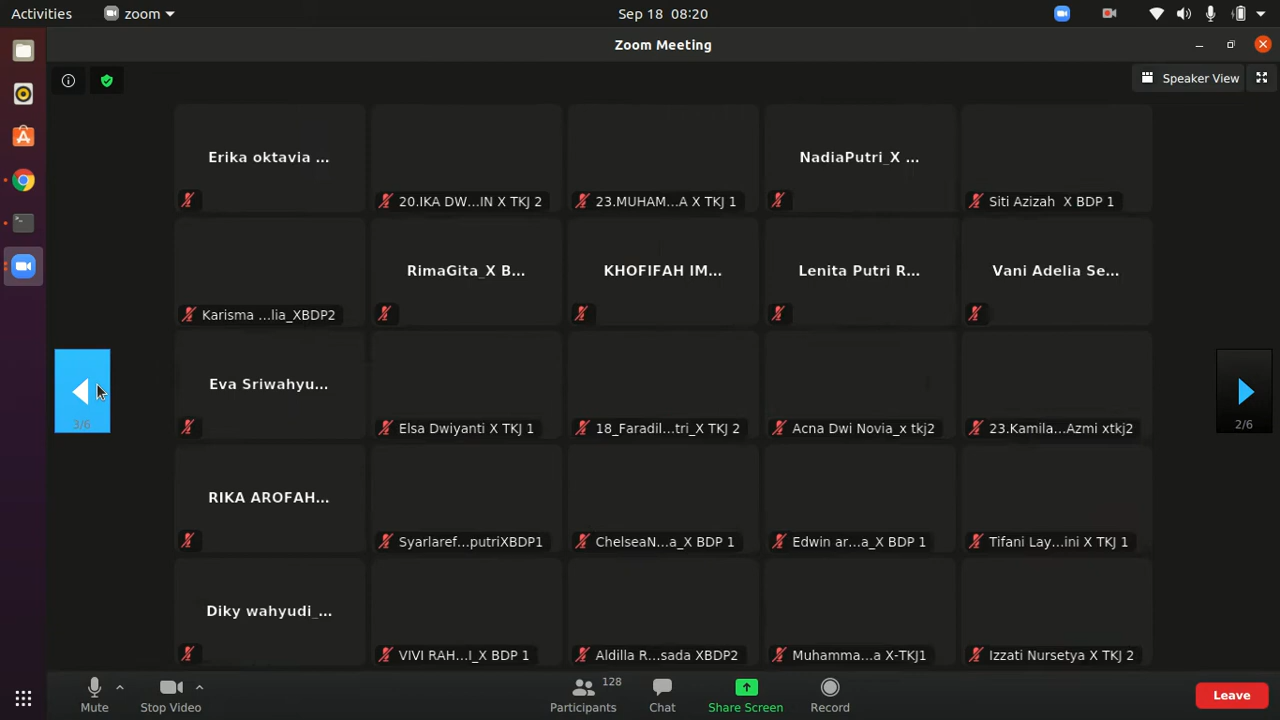 Activities
zoom
Sep 18 08:20
Zoom Meeting
Speaker View
Erika oktavia ...
20.IKA DW...IN X TKJ 2
23.MUHAM...A X TKJ 1
NadiaPutri_X ...
Siti Azizah X BDP 1
Karisma ...lia_XBDP2
RimaGita_X B...
KHOFIFAH IM...
Lenita Putri R...
Vani Adelia Se...
3/6
Eva Sriwahyu...
Elsa Dwiyanti X TKJ 1
18_Faradil...tri_X TKJ 2
Acna Dwi Novia_x tkj2
23.Kamila...Azmi xtkj2
2/6
RIKA AROFAH...
Syarlaref...putriXBDP1
ChelseaN...a_X BDP 1
Edwin ar...a_X BDP 1
Tifani Lay...ini X TKJ 1
Diky wahyudi_...
VIVI RAH...I_X BDP 1
Aldilla R...sada XBDP2
Muhamma...a X-TKJ1
Izzati Nursetya X TKJ 2
Mute
Stop Video
Participants
128
Chat
Share Screen
Record
Leave